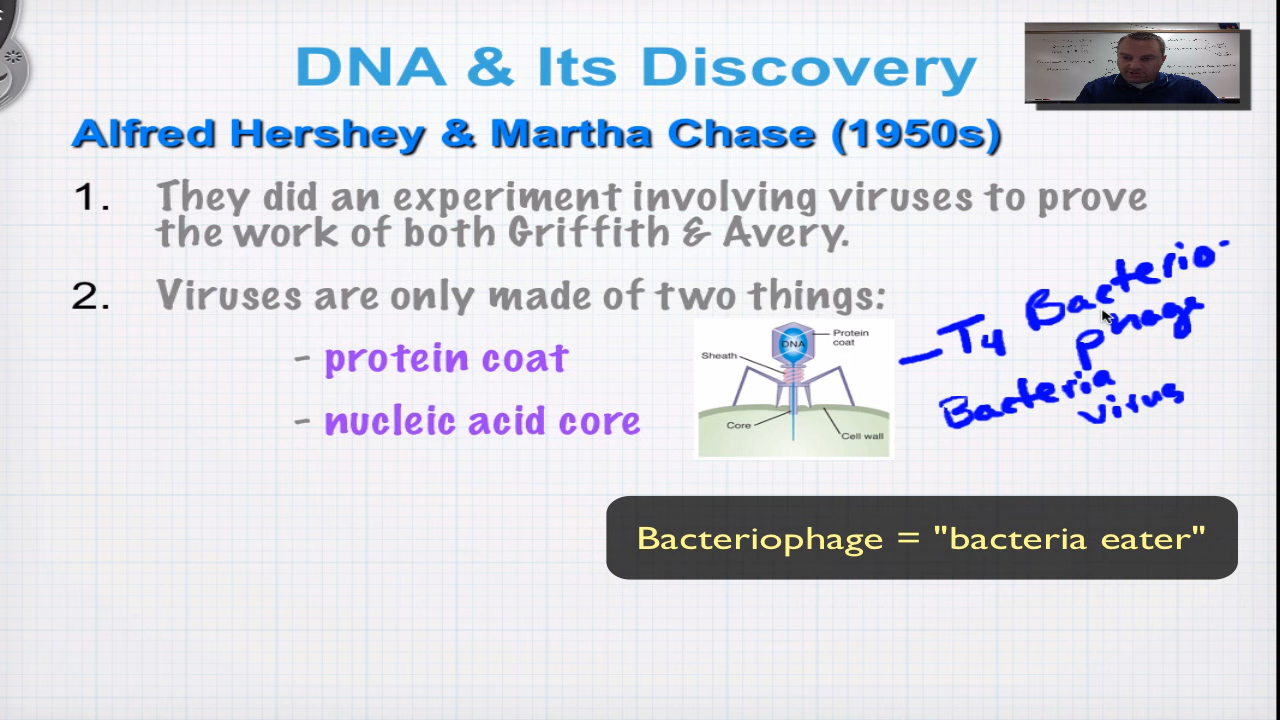 DNA & Its Discovery
Alfred Hershey & Martha Chase (1950s)
1. They did an experiment involving viruses to prove
the work of both Griffith & Avery.
2. Viruses are only made of two things:
- protein coat
- nucleic acid core
DNA
Protein
coat
Sheath
Core
Cell wall
- T4 Bacterio-
phage
Bacteria
virus
Bacteriophage = "bacteria eater"